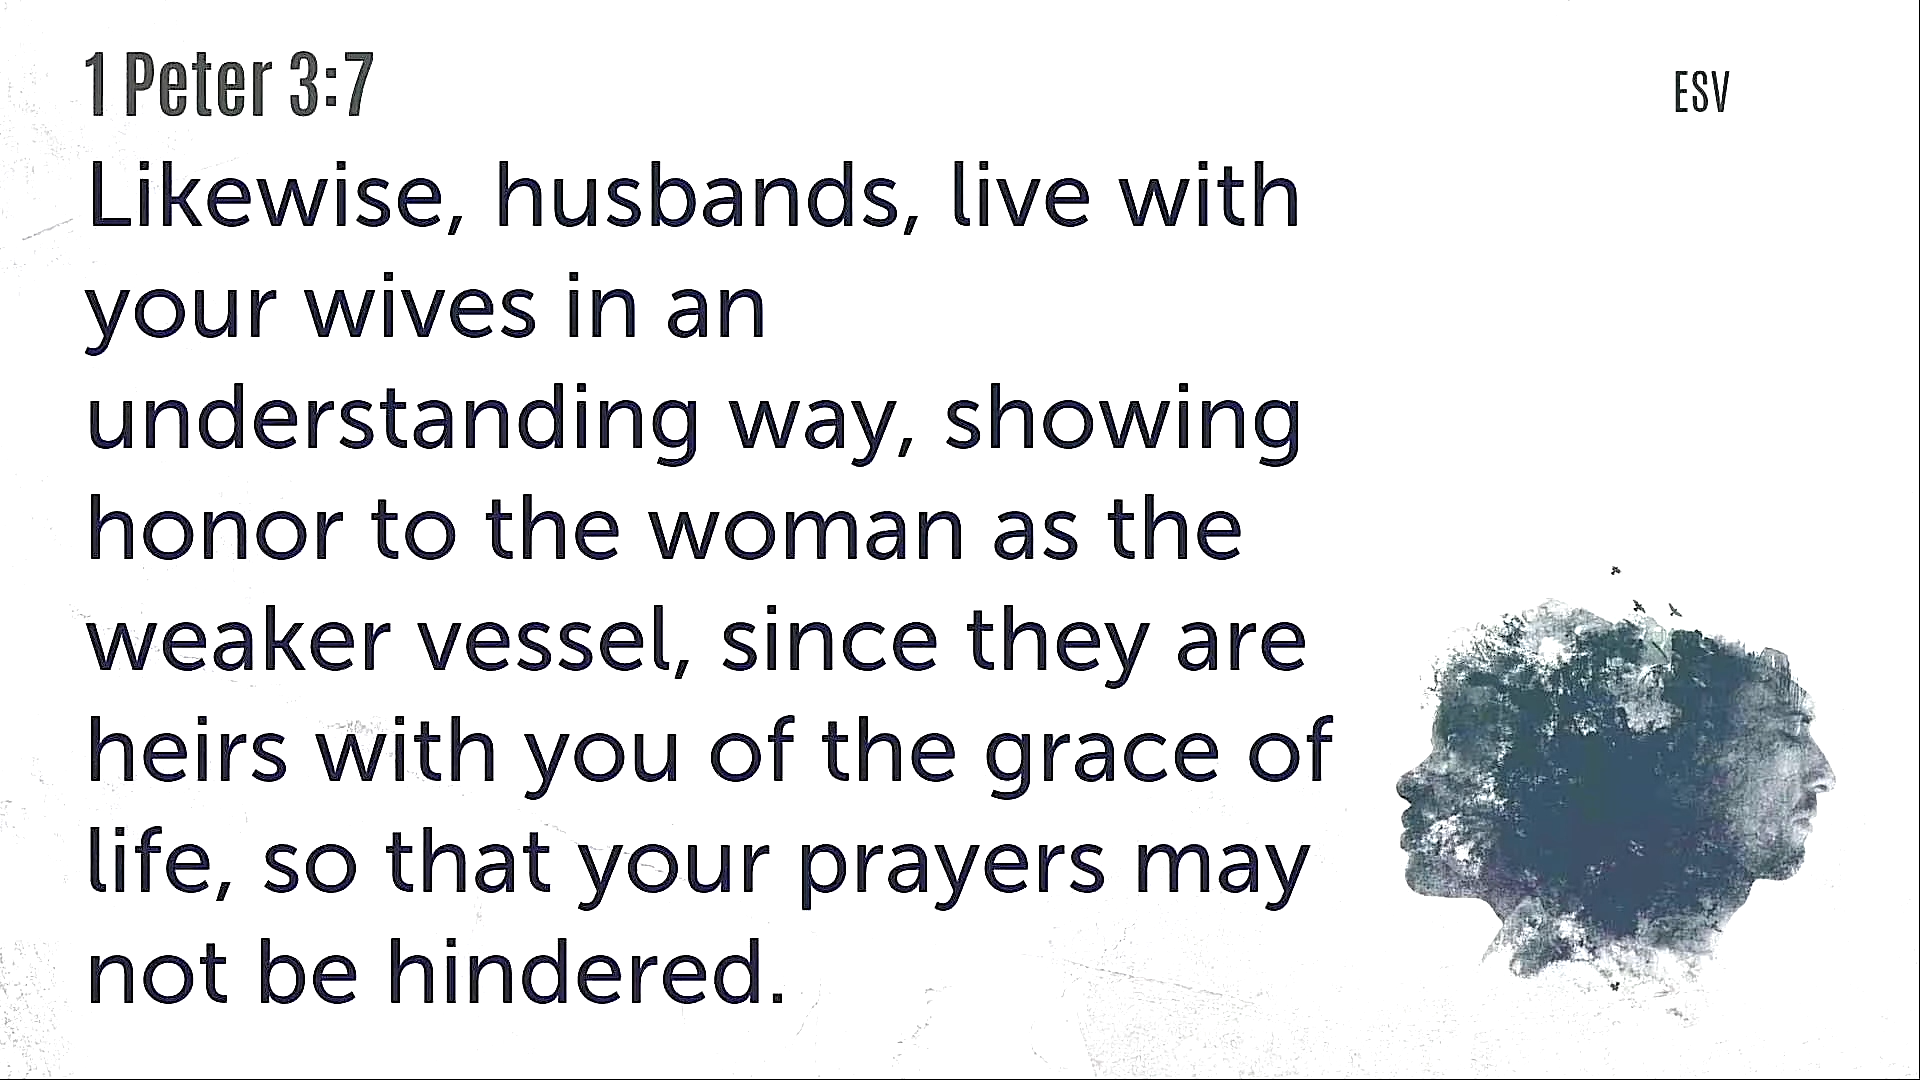 1 Peter 3:7
ESV
Likewise, husbands, live with
your wives in an
understanding way, showing
honor to the woman as the
weaker vessel, since they are
heirs with you of the grace of
life, so that your prayers may
not be hindered.